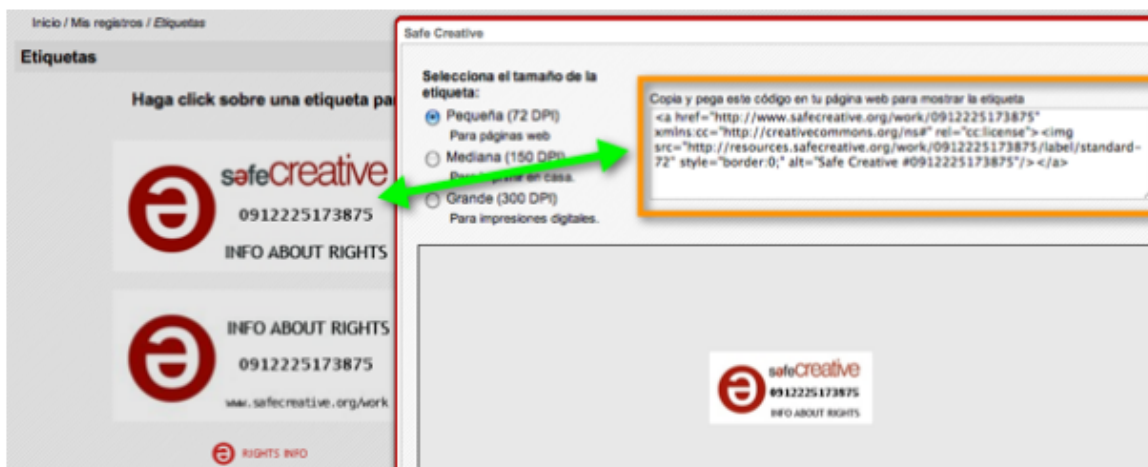 Inicio / Mis registros / Etiquetas
Etiquetas
Haga click sobre una etiqueta pa
safeCreative
0912225173875
INFO ABOUT RIGHTS
INFO ABOUT RIGHTS
0912225173875
www.safecreative.org/work
RIGHTS INFO
Safe Creative
Selecciona el tamaño de la
etiqueta:
Pequeña (72 DPI)
Para páginas web
Mediana (150 DPI)
Para imprimir en casa.
Grande (300 DPI)
Para impresiones digitales.
Copia y pega este código en tu página web para mostrar la etiqueta
<a href="http://www.safecreative.org/work/0912225173875"
xmlns:cc="http://creativecommons.org/ns#" rel="cc:license"><img
src="http://resources.safecreative.org/work/0912225173875/label/standard-
72" style="border:0;" alt="Safe Creative #0912225173875"/></a>
safeCreative
0912225173875
INFO ABOUT RIGHTS